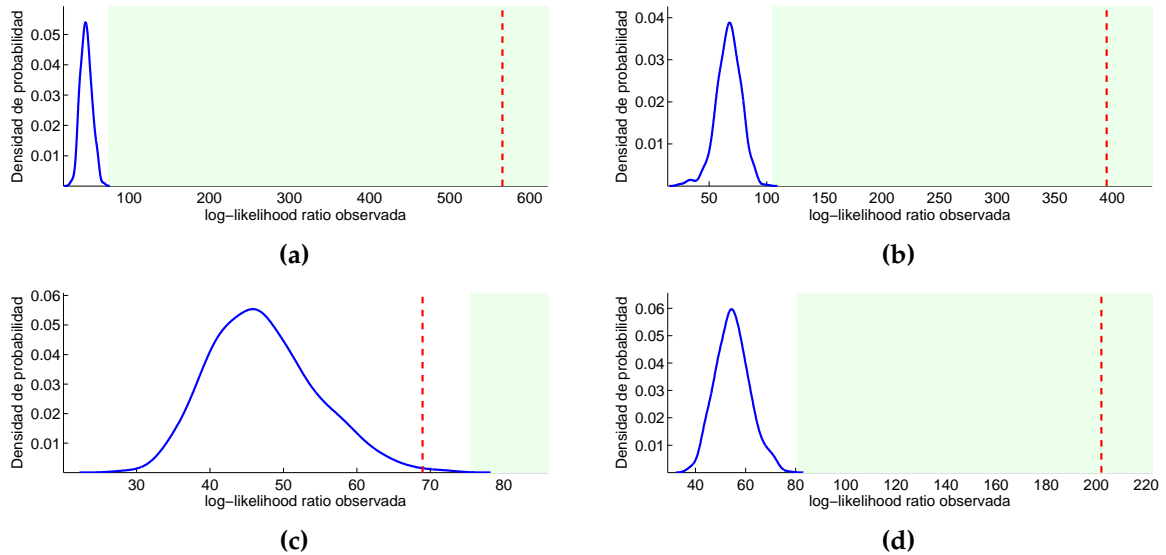 Densidad de probabilidad
0.05
0.04
0.03
0.02
0.01
100 200 300 400 500 600
log−likelihood ratio observada
(a)
Densidad de probabilidad
0.04
0.03
0.02
0.01
50 100 150 200 250 300 350 400
log−likelihood ratio observada
(b)
Densidad de probabilidad
0.06
0.05
0.04
0.03
0.02
0.01
30 40 50 60 70 80
log−likelihood ratio observada
(c)
Densidad de probabilidad
0.06
0.05
0.04
0.03
0.02
0.01
40 60 80 100 120 140 160 180 200 220
log−likelihood ratio observada
(d)